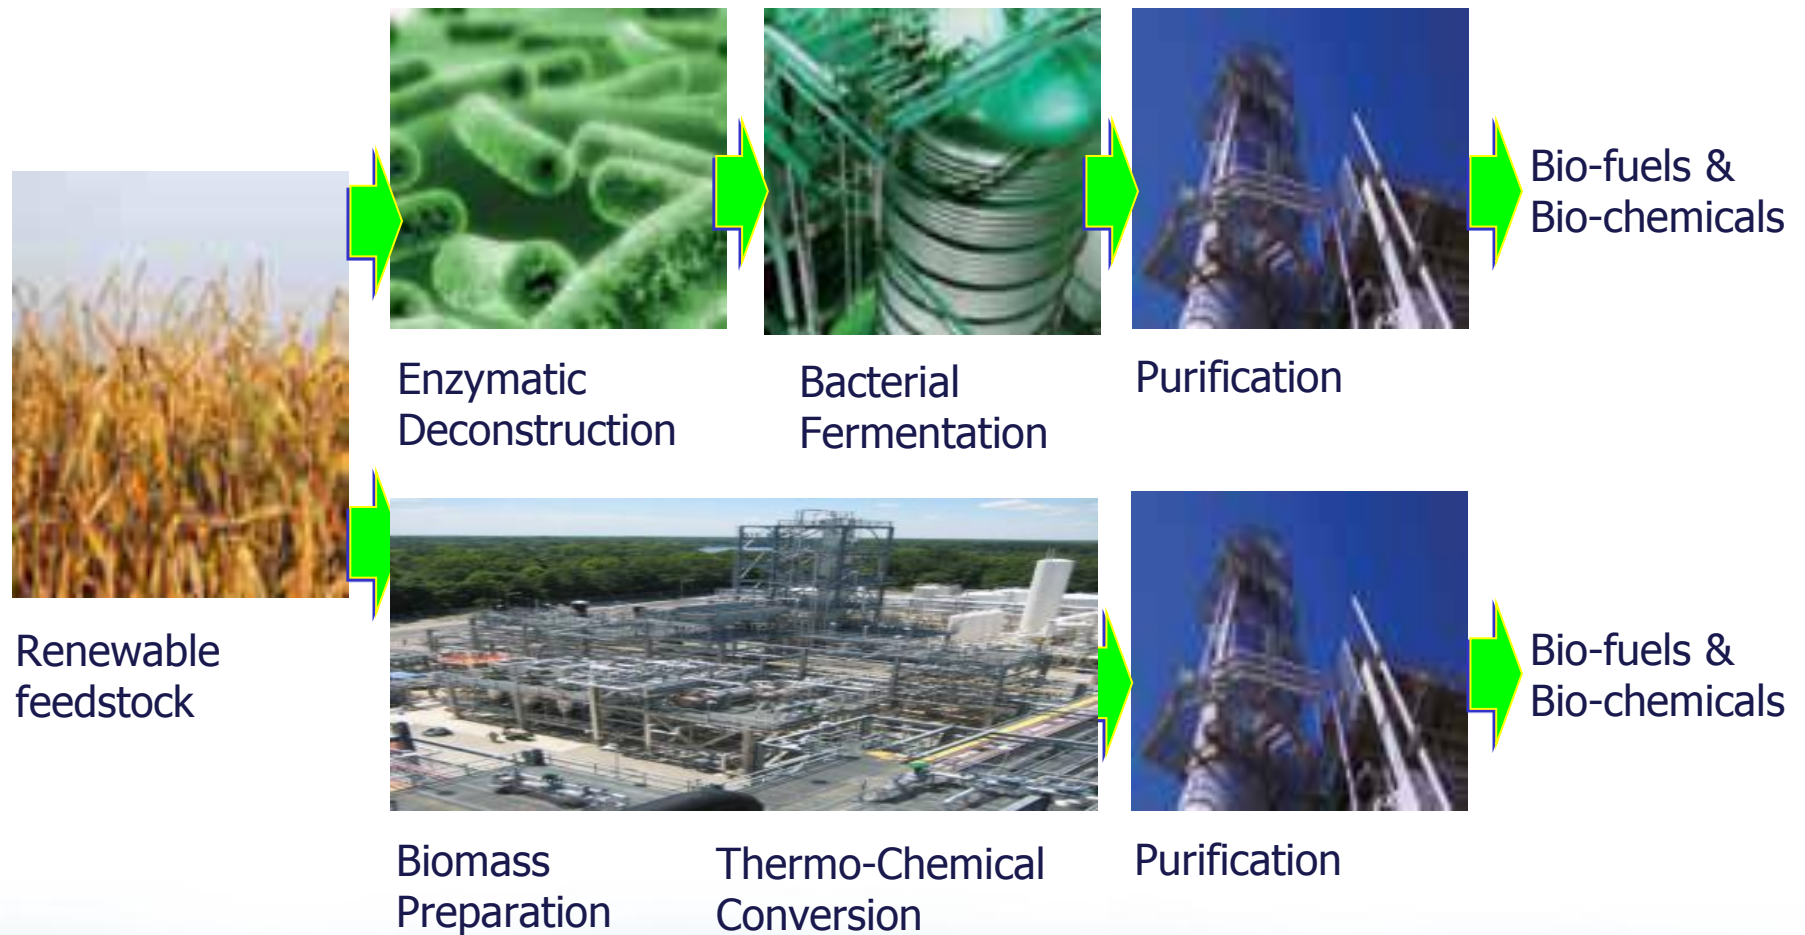 Renewable
feedstock
Enzymatic
Deconstruction
Bacterial
Fermentation
Purification
Bio-fuels &
Bio-chemicals
Biomass
Preparation
Thermo-Chemical
Conversion
Purification
Bio-fuels &
Bio-chemicals